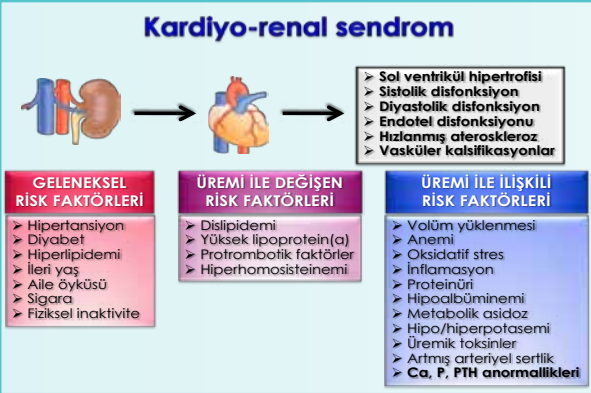 Kardiyo-renal sendrom
➢ Sol ventrikül hipertrofisi
➢ Sistolik disfonksiyon
➢ Diyastolik disfonksiyon
➢ Endotel disfonksiyonu
➢ Hızlanmış ateroskleroz
➢ Vasküler kalsifikasyonlar
GELENEKSEL
RİSK FAKTÖRLERİ
➢ Hipertansiyon
➢ Diyabet
➢ Hiperlipidemi
➢ İleri yaş
➢ Aile öyküsü
➢ Sigara
➢ Fiziksel inaktivite
ÜREMİ İLE DEĞİŞEN
RİSK FAKTÖRLERİ
➢ Dislipidemi
➢ Yüksek lipoprotein(a)
➢ Protrombotik faktörler
➢ Hiperhomosisteinemi
ÜREMİ İLE İLİŞKİLİ
RİSK FAKTÖRLERİ
➢ Volüm yüklenmesi
➢ Anemi
➢ Oksidatif stres
➢ İnflamasyon
➢ Proteinüri
➢ Hipoalbüminemi
➢ Metabolik asidoz
➢ Hipo/hiperpotasemi
➢ Üremik toksinler
➢ Artmış arteriyel sertlik
➢ Ca, P, PTH anormallikleri